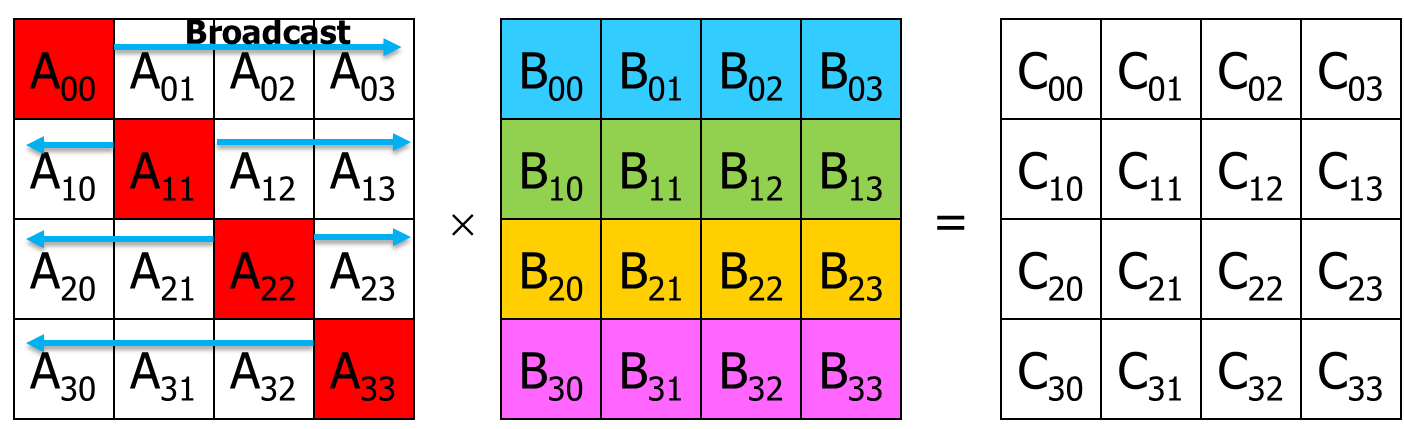 Broadcast
A00 A01 A02 A03 B00 B01 B02 B03 C00 C01 C02 C03
A10 A11 A12 A13 B10 B11 B12 B13 C10 C11 C12 C13
× =
A20 A21 A22 A23 B20 B21 B22 B23 C20 C21 C22 C23
A30 A31 A32 A33 B30 B31 B32 B33 C30 C31 C32 C33